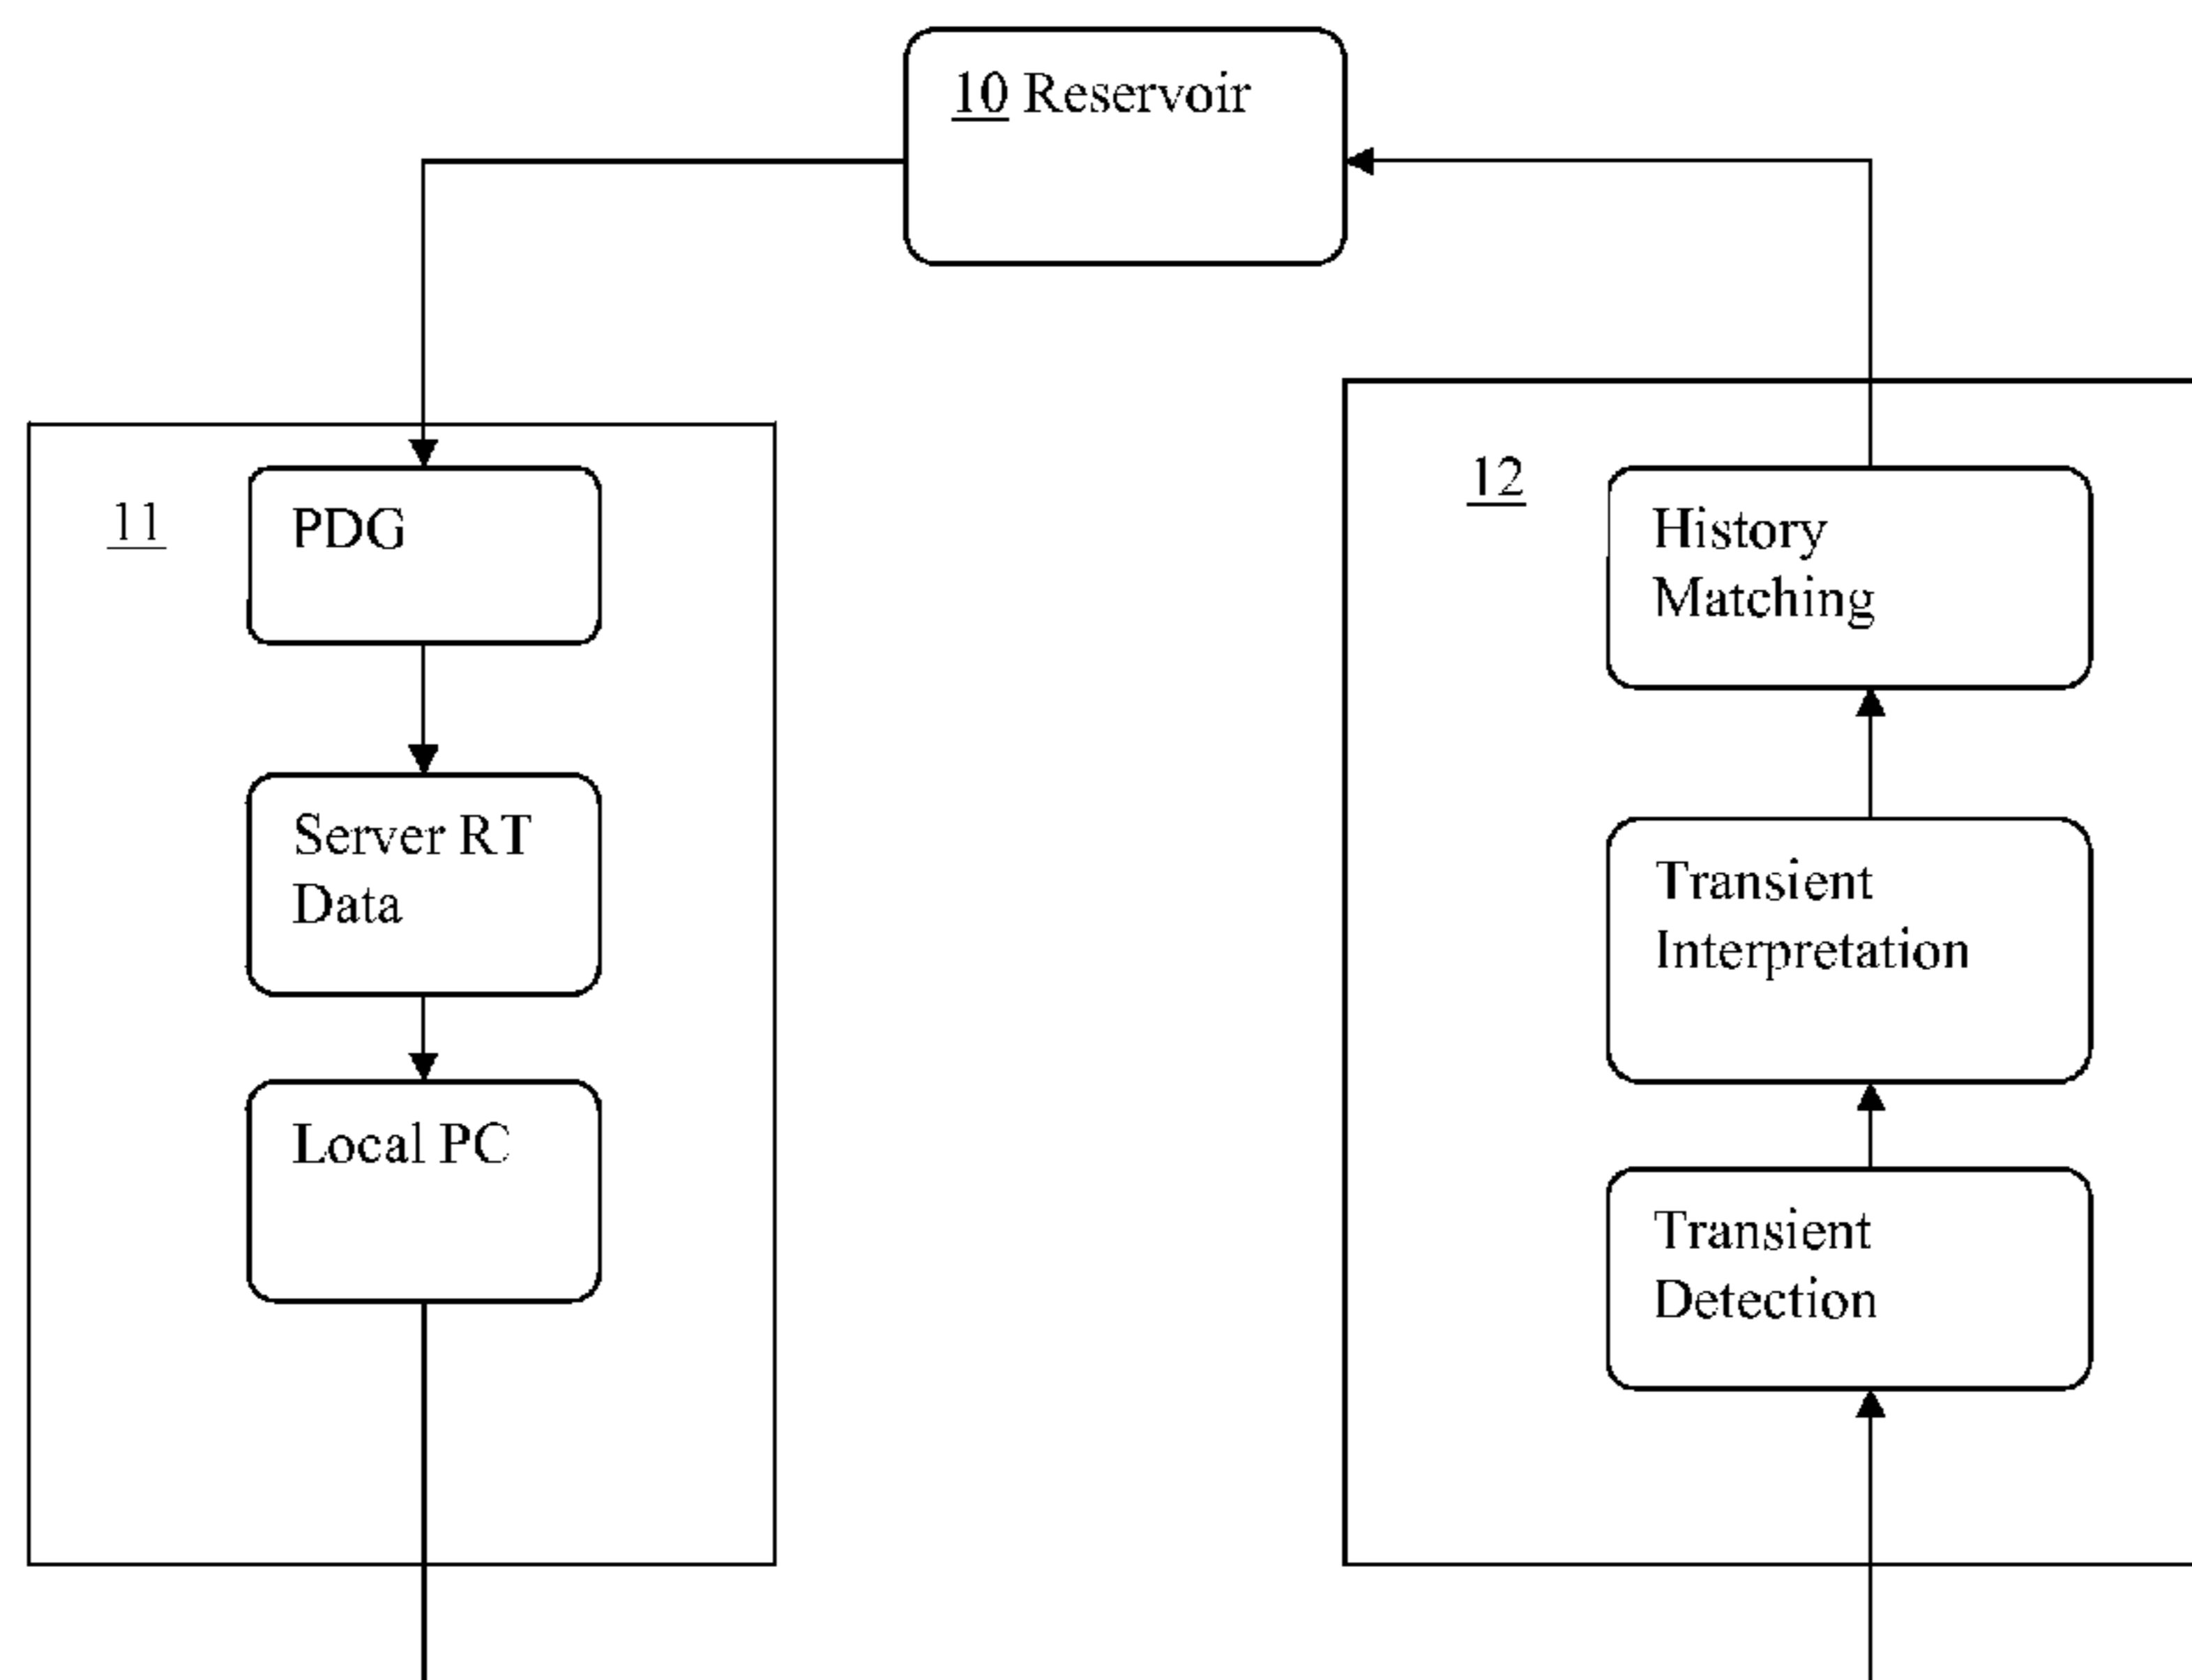 10 Reservoir
11
PDG
Server RT
Data
Local PC
12
History
Matching
Transient
Interpretation
Transient
Detection